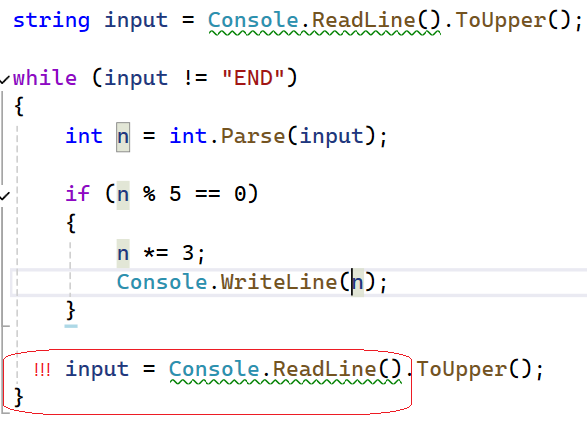 string input = Console.ReadLine().ToUpper();
while (input != "END")
{
int n = int.Parse(input);
if (n % 5 == 0)
{
n *= 3;
Console.WriteLine(n);
}
!!! input = Console.ReadLine().ToUpper();
}